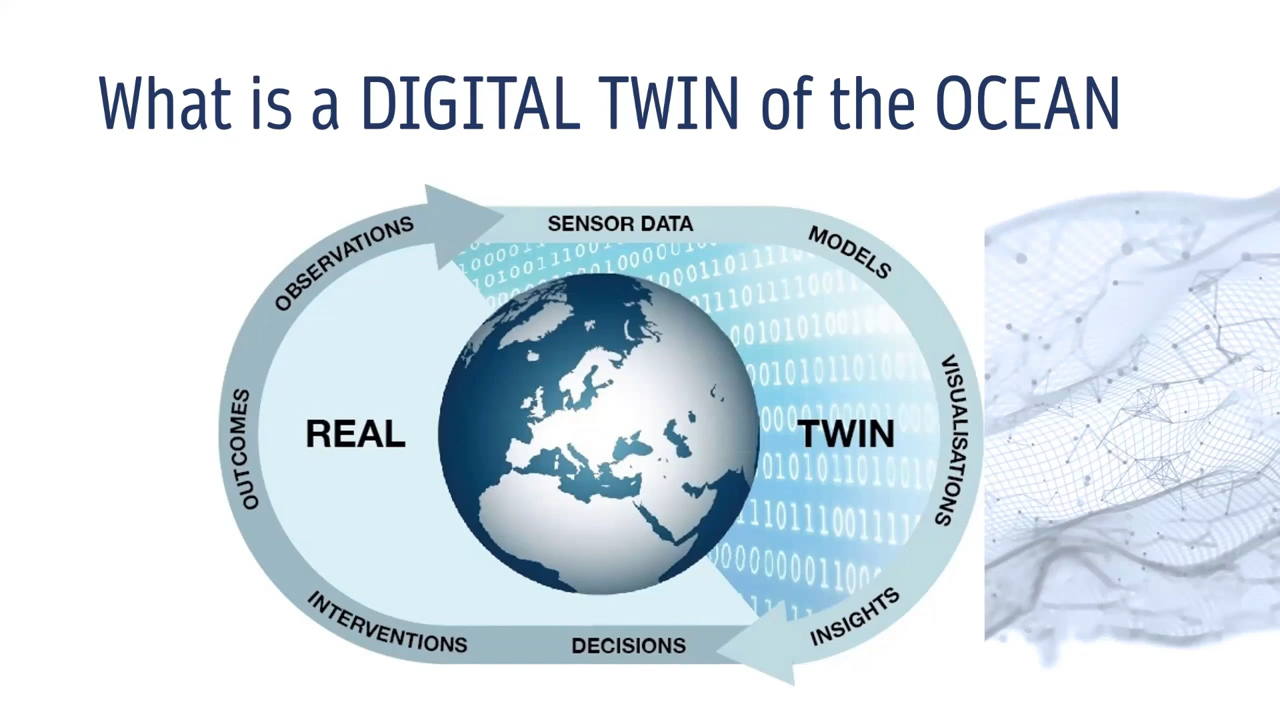 What is a DIGITAL TWIN of the OCEAN
OBSERVATIONS
SENSOR DATA
MODELS
VISUALISATIONS
INSIGHTS
DECISIONS
INTERVENTIONS
OUTCOMES
REAL
TWIN